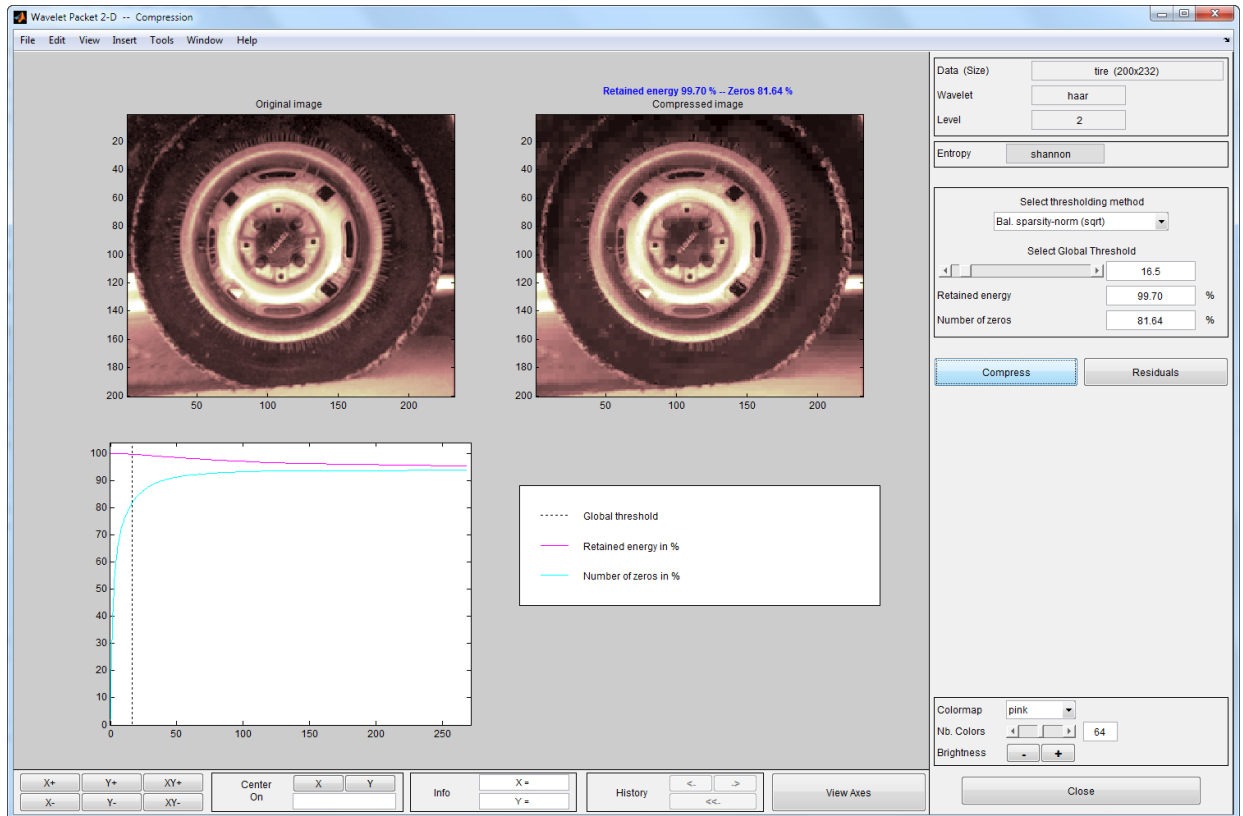 Wavelet Packet 2-D -- Compression
File Edit View Insert Tools Window Help
Retained energy 99.70 % -- Zeros 81.64 %
Original image
Compressed image
20
40
60
80
100
120
140
160
180
200
50 100 150 200
20
40
60
80
100
120
140
160
180
200
50 100 150 200
100
90
80
70
60
50
40
30
20
10
0
0 50 100 150 200 250
Global threshold
Retained energy in %
Number of zeros in %
Data (Size) tire (200x232)
Wavelet haar
Level 2
Entropy shannon
Select thresholding method
Bal. sparsity-norm (sqrt)
Select Global Threshold
16.5
Retained energy 99.70 %
Number of zeros 81.64 %
Compress Residuals
Colormap pink
Nb. Colors 64
Brightness - +
X+ Y+ XY+
X- Y- XY-
Center On X Y
Info X =
Y =
History <- ->
<<-
View Axes
Close